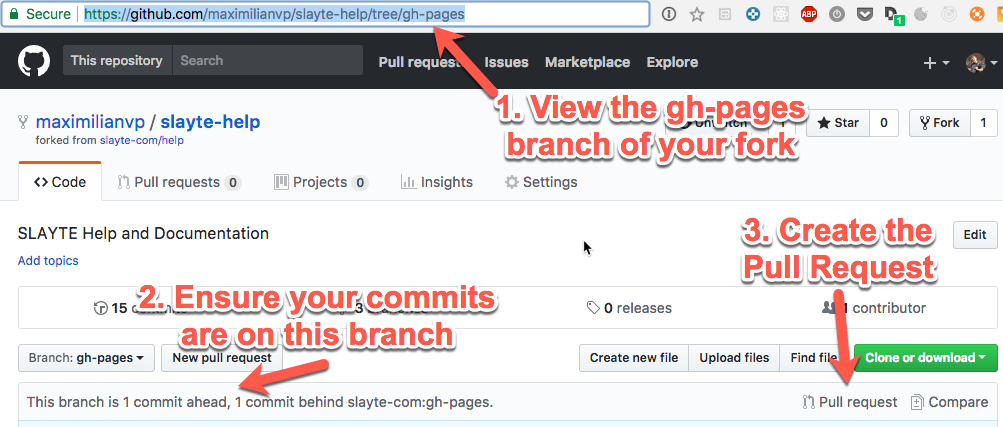 Secure https://github.com/maximilianvp/slayte-help/tree/gh-pages
ABP 1
This repository Search Pull requests Issues Marketplace Explore
1. View the gh-pages
branch of your fork
maximilianvp / slayte-help
forked from slayte-com/help
Unwatch 1 Star 0 Fork 1
Code Pull requests 0 Projects 0 Insights Settings
SLAYTE Help and Documentation
Edit
Add topics
3. Create the
Pull Request
2. Ensure your commits
are on this branch
15 3 0 releases 1 contributor
Branch: gh-pages New pull request Create new file Upload files Find file Clone or download
This branch is 1 commit ahead, 1 commit behind slayte-com:gh-pages. Pull request Compare